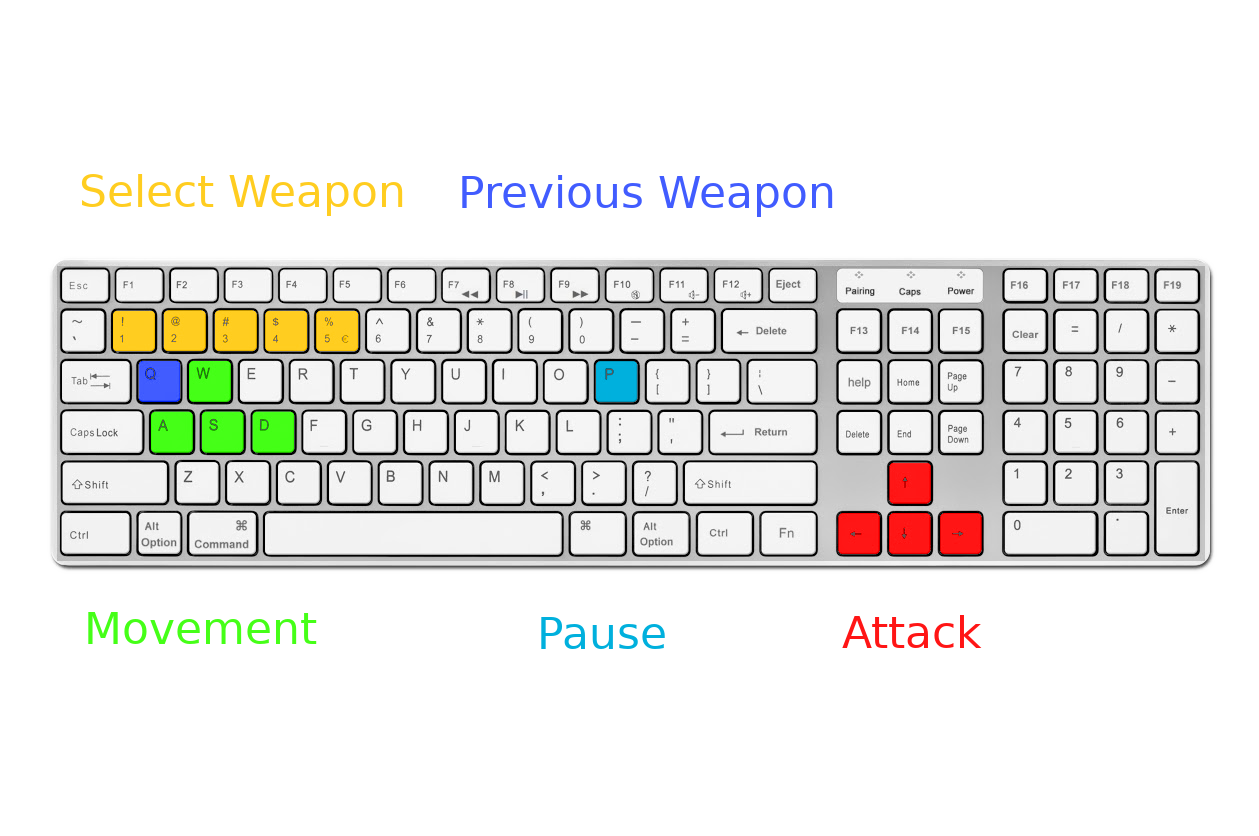 Select Weapon Previous Weapon
Esc F1 F2 F3 F4 F5 F6 F7 F8 F9 F10 F11 F12 Eject Pairing Caps Power F16 F17 F18 F19
~ ` ! 1 @ 2 # 3 $ 4 % 5 € ^ 6 & 7 * 8 ( 9 ) 0 — – + = Delete F13 F14 F15 Clear = / *
Tab Q W E R T Y U I O P { [ } ] ¦ \ help Home Page Up 7 8 9 –
Caps Lock A S D F G H J K L : ; " ' Return Delete End Page Down 4 5 6 +
⇧Shift Z X C V B N M < , > . ? / ⇧Shift ↑ 1 2 3 Enter
Ctrl Alt Option ⌘ Command ⌘ Alt Option Ctrl Fn ← ↓ → 0 .
Movement Pause Attack